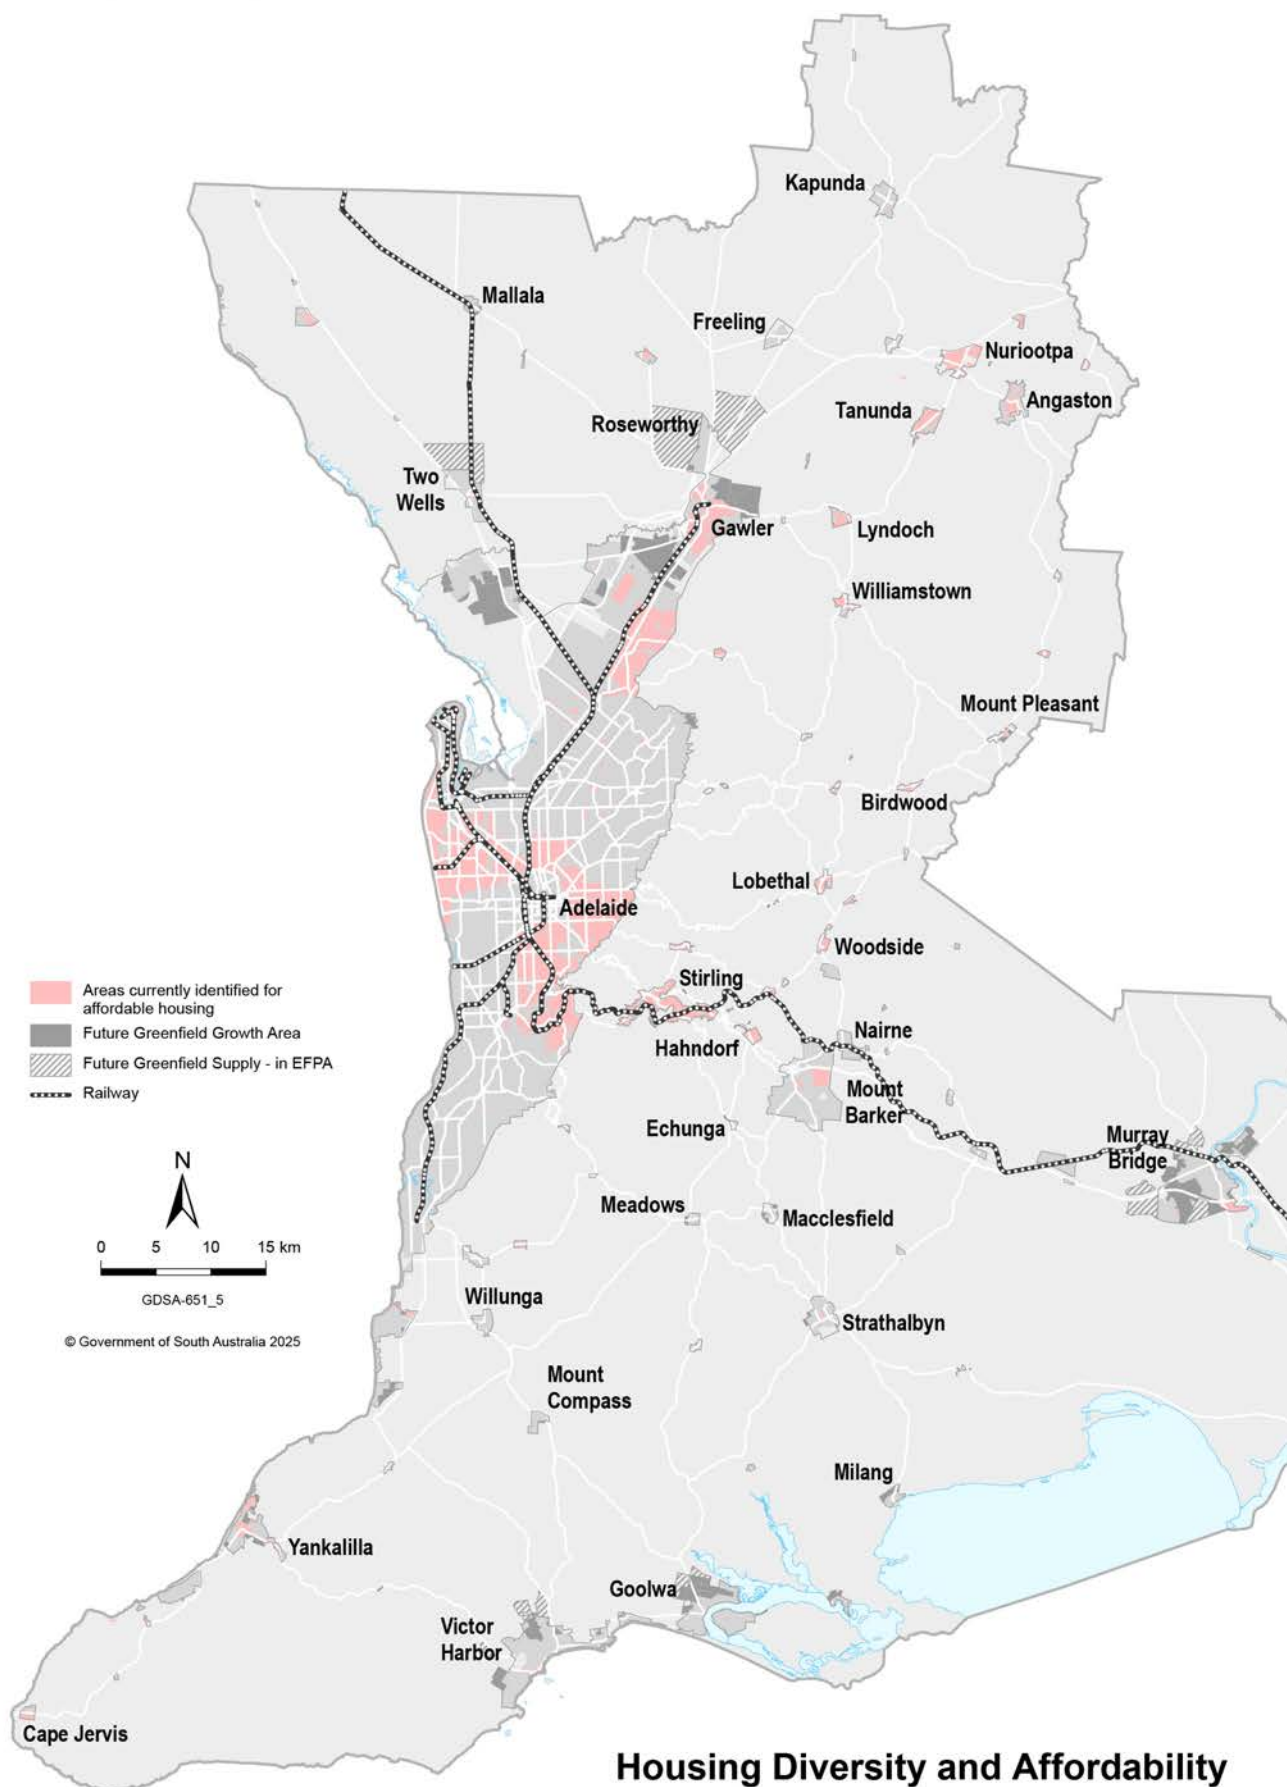 Kapunda
Mallala
Freeling
Nuriootpa
Angaston
Tanunda
Roseworthy
Two
Wells
Gawler
Lyndoch
Williamstown
Mount Pleasant
Birdwood
Lobethal
Adelaide
Woodside
Stirling
Areas currently identified for
affordable housing
Future Greenfield Growth Area
Future Greenfield Supply - in EFPA
Railway
Nairne
Hahndorf
Mount
Barker
Echunga
Murray
Bridge
N
Meadows
Macclesfield
0 5 10 15 km
GDSA-651_5
© Government of South Australia 2025
Willunga
Strathalbyn
Mount
Compass
Milang
Yankalilla
Goolwa
Victor
Harbor
Cape Jervis
Housing Diversity and Affordability